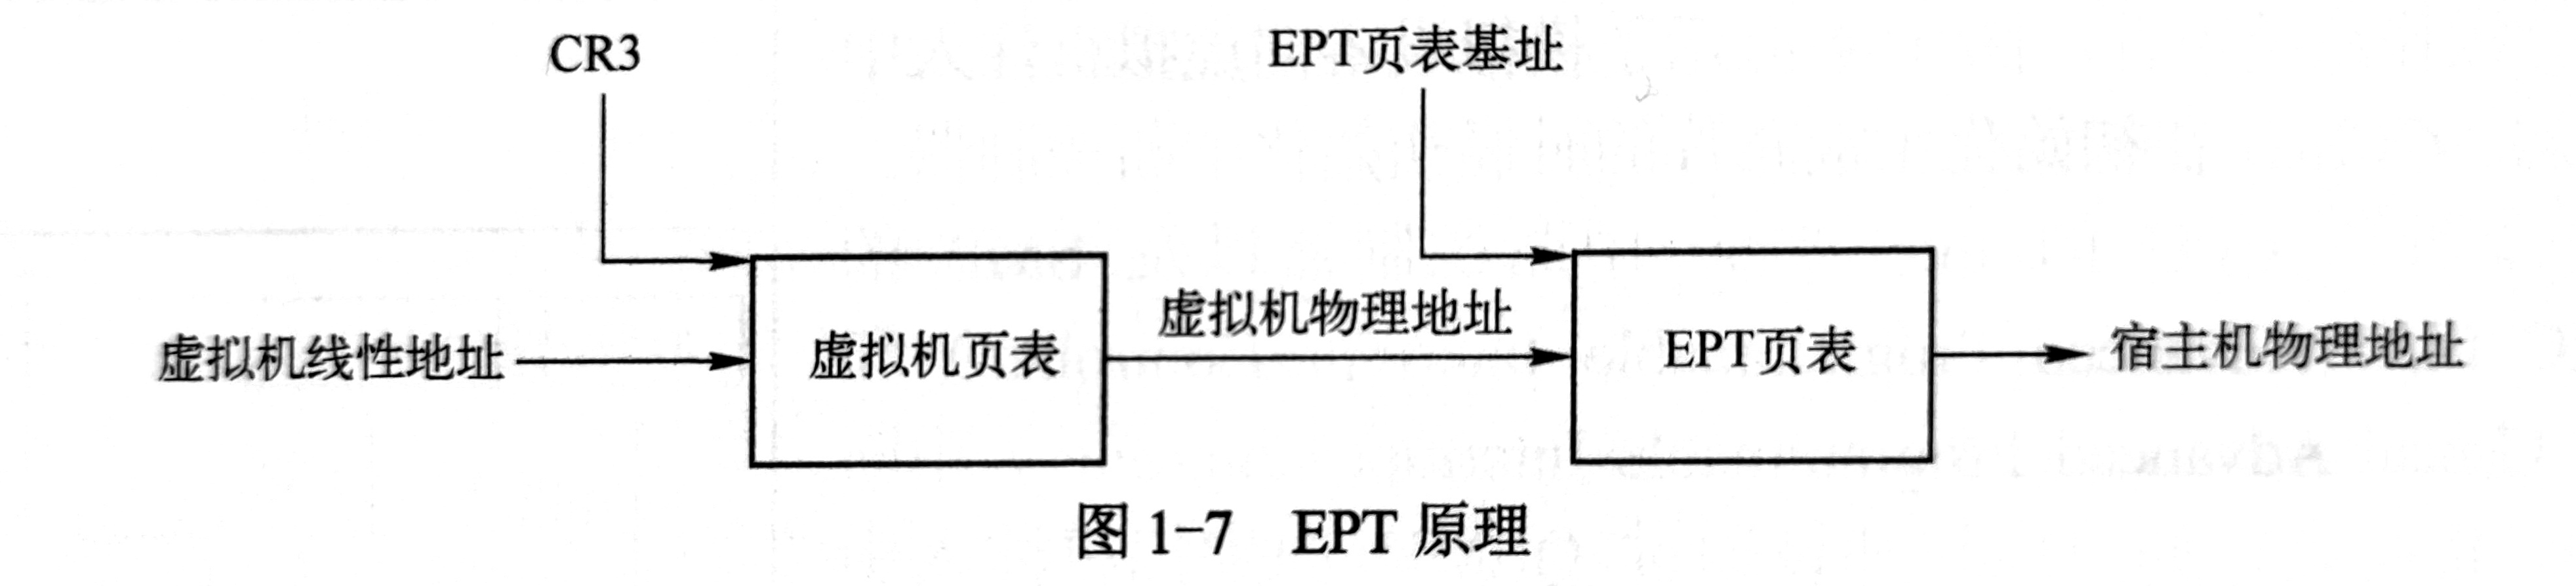 CR3
EPT页表基址
虚拟机线性地址
虚拟机页表
虚拟机物理地址
EPT页表
宿主机物理地址
图 1-7 EPT 原理